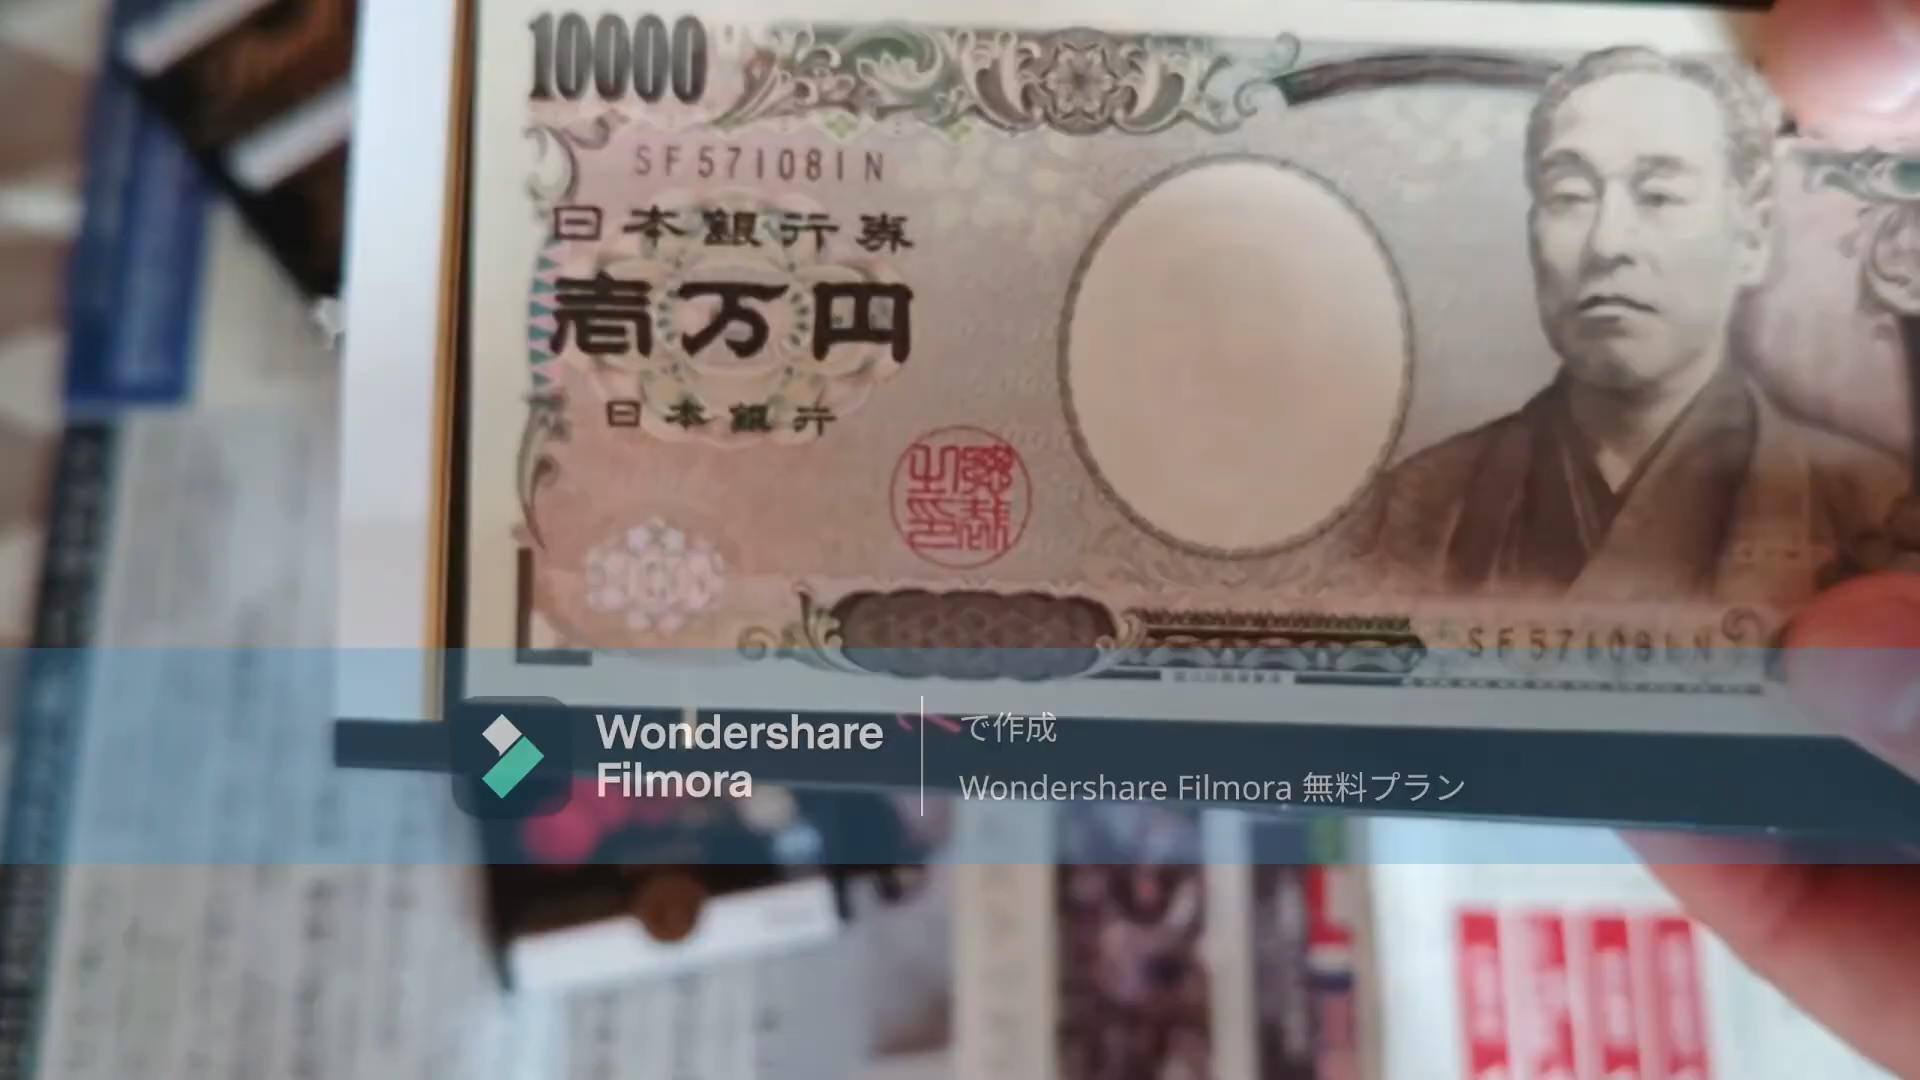 10000
SF571081N
日本銀行券
壱万円
日本銀行
SF571081N
Wondershare
Filmora
で作成
Wondershare Filmora 無料プラン